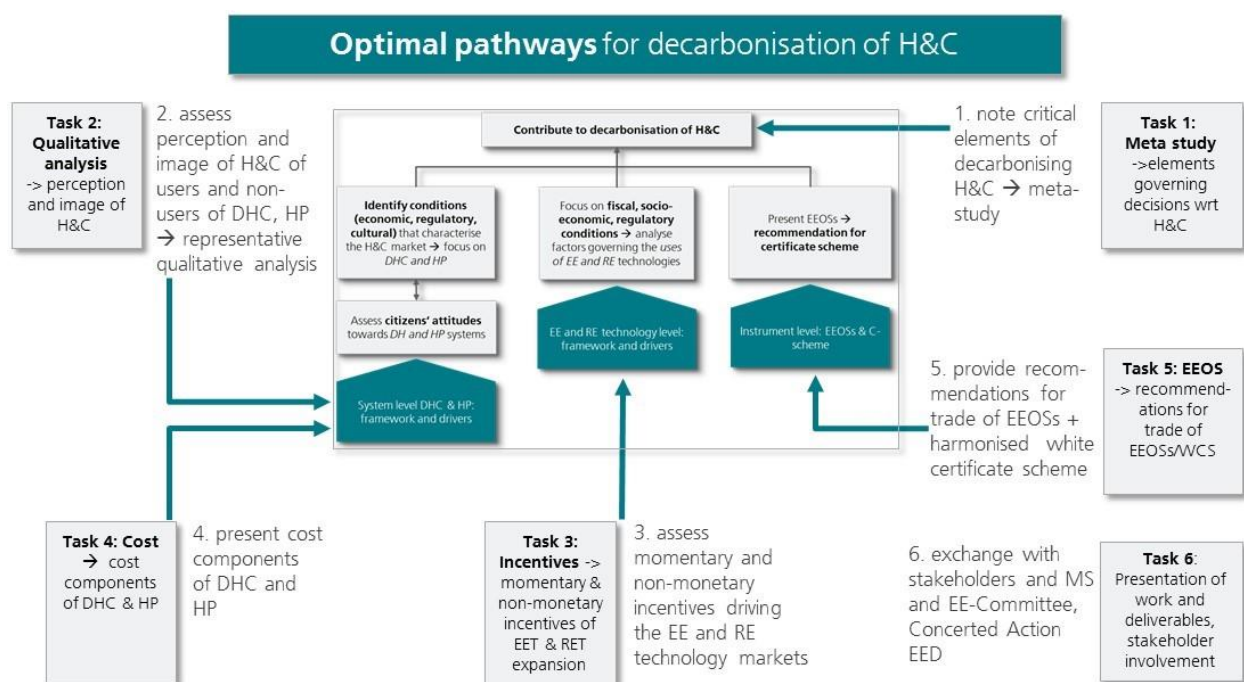 Optimal pathways for decarbonisation of H&C
Task 2:
Qualitative
analysis
-> perception
and image of
H&C
2. assess
perception and
image of H&C of
users and non-
users of DHC, HP
→ representative
qualitative analysis
Contribute to decarbonisation of H&C
Identify conditions
(economic, regulatory,
cultural) that characterise
the H&C market → focus on
DHC and HP
Focus on fiscal, socio-
economic, regulatory
conditions → analyse
factors governing the uses
of EE and RE technologies
Present EEOSs →
recommendation for
certificate scheme
Assess citizens' attitudes
towards DH and HP systems
System level DHC & HP:
framework and drivers
EE and RE technology level:
framework and drivers
Instrument level: EEOSs & C-
scheme
1. note critical
elements of
decarbonising
H&C → meta-
study
Task 1:
Meta study
->elements
governing
decisions wrt
H&C
5. provide recom-
mendations for
trade of EEOSs +
harmonised white
certificate scheme
Task 5: EEOS
-> recommend-
ations for
trade of
EEOSs/WCS
Task 4: Cost
→ cost
components
of DHC & HP
4. present cost
components
of DHC and
HP
Task 3:
Incentives ->
momentary &
non-monetary
incentives of
EET & RET
expansion
3. assess
momentary and
non-monetary
incentives driving
the EE and RE
technology markets
6. exchange with
stakeholders and MS
and EE-Committee,
Concerted Action
EED
Task 6:
Presentation of
work and
deliverables,
stakeholder
involvement